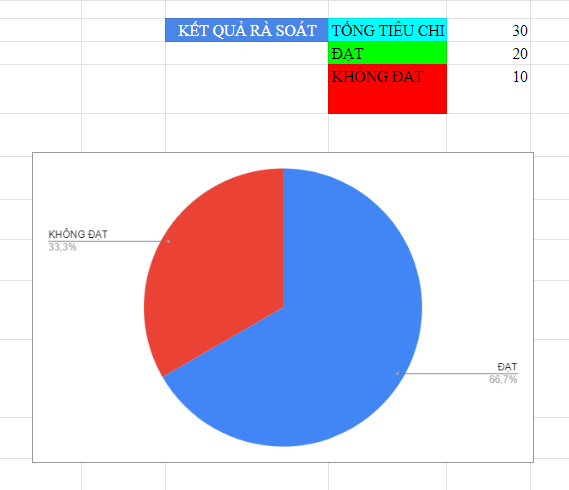 KẾT QUẢ RÀ SOÁT TỔNG TIÊU CHI 30
ĐẠT 20
KHÔNG ĐẠT 10
KHÔNG ĐẠT
33,3%
ĐẠT
66,7%